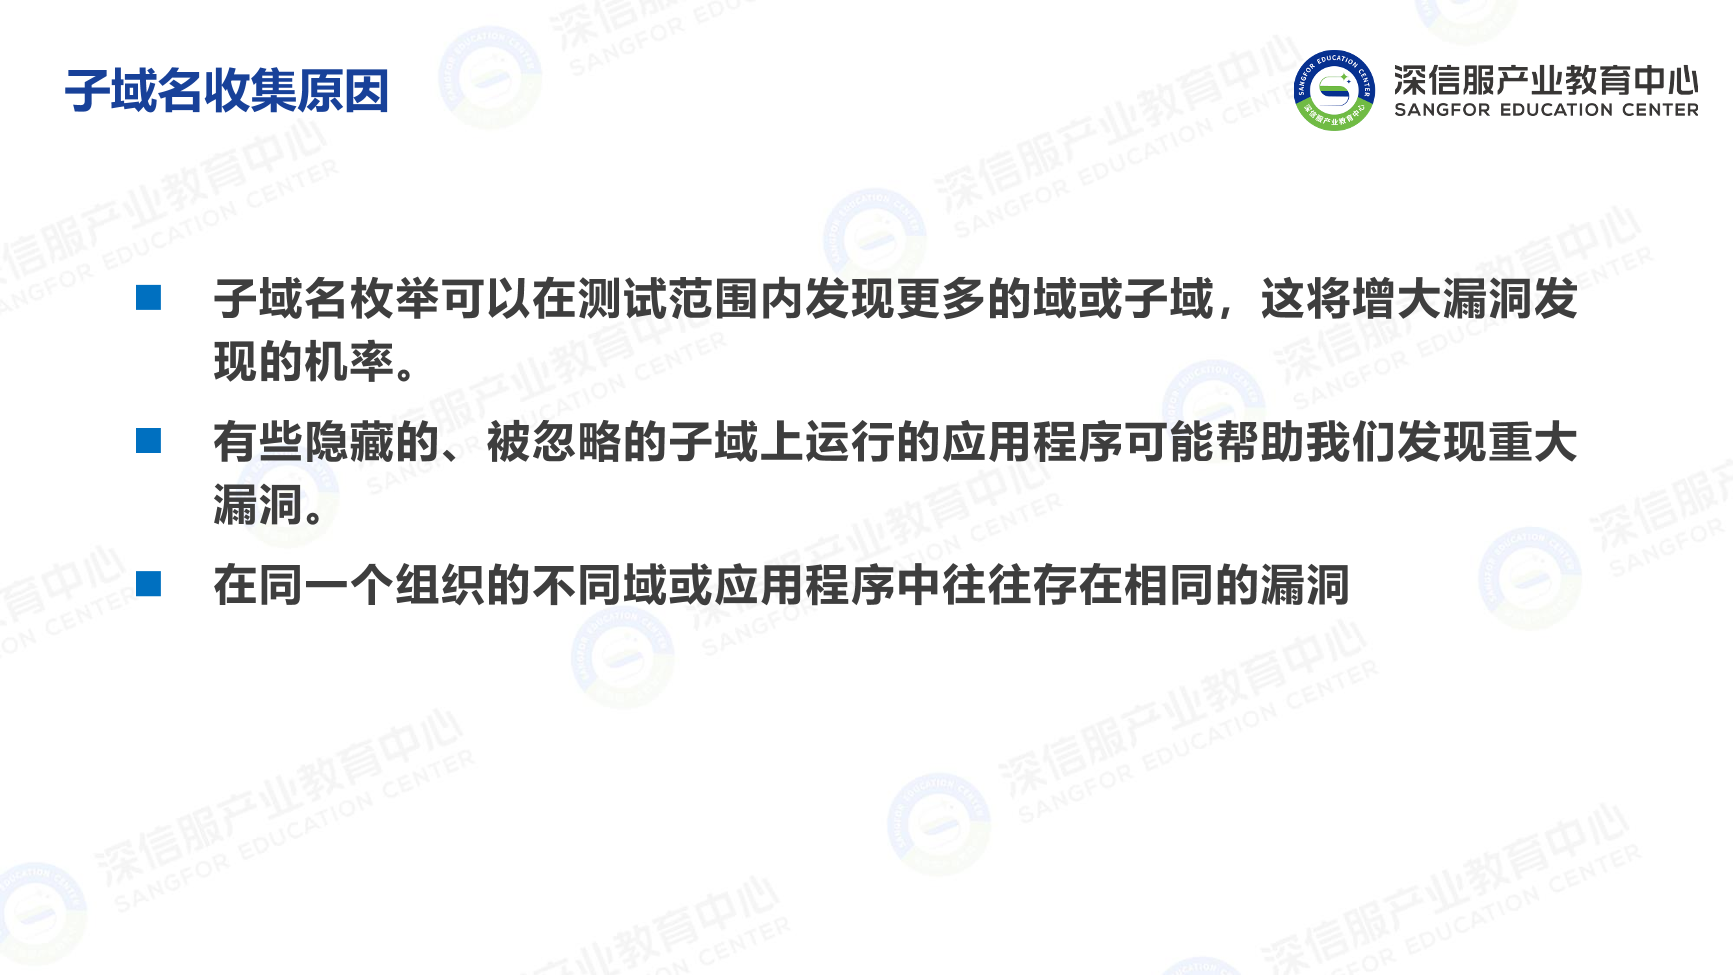 子域名收集原因
深信服产业教育中心
SANGFOR EDUCATION CENTER
子域名枚举可以在测试范围内发现更多的域或子域，这将增大漏洞发
现的机率。
有些隐藏的、被忽略的子域上运行的应用程序可能帮助我们发现重大
漏洞。
在同一个组织的不同域或应用程序中往往存在相同的漏洞